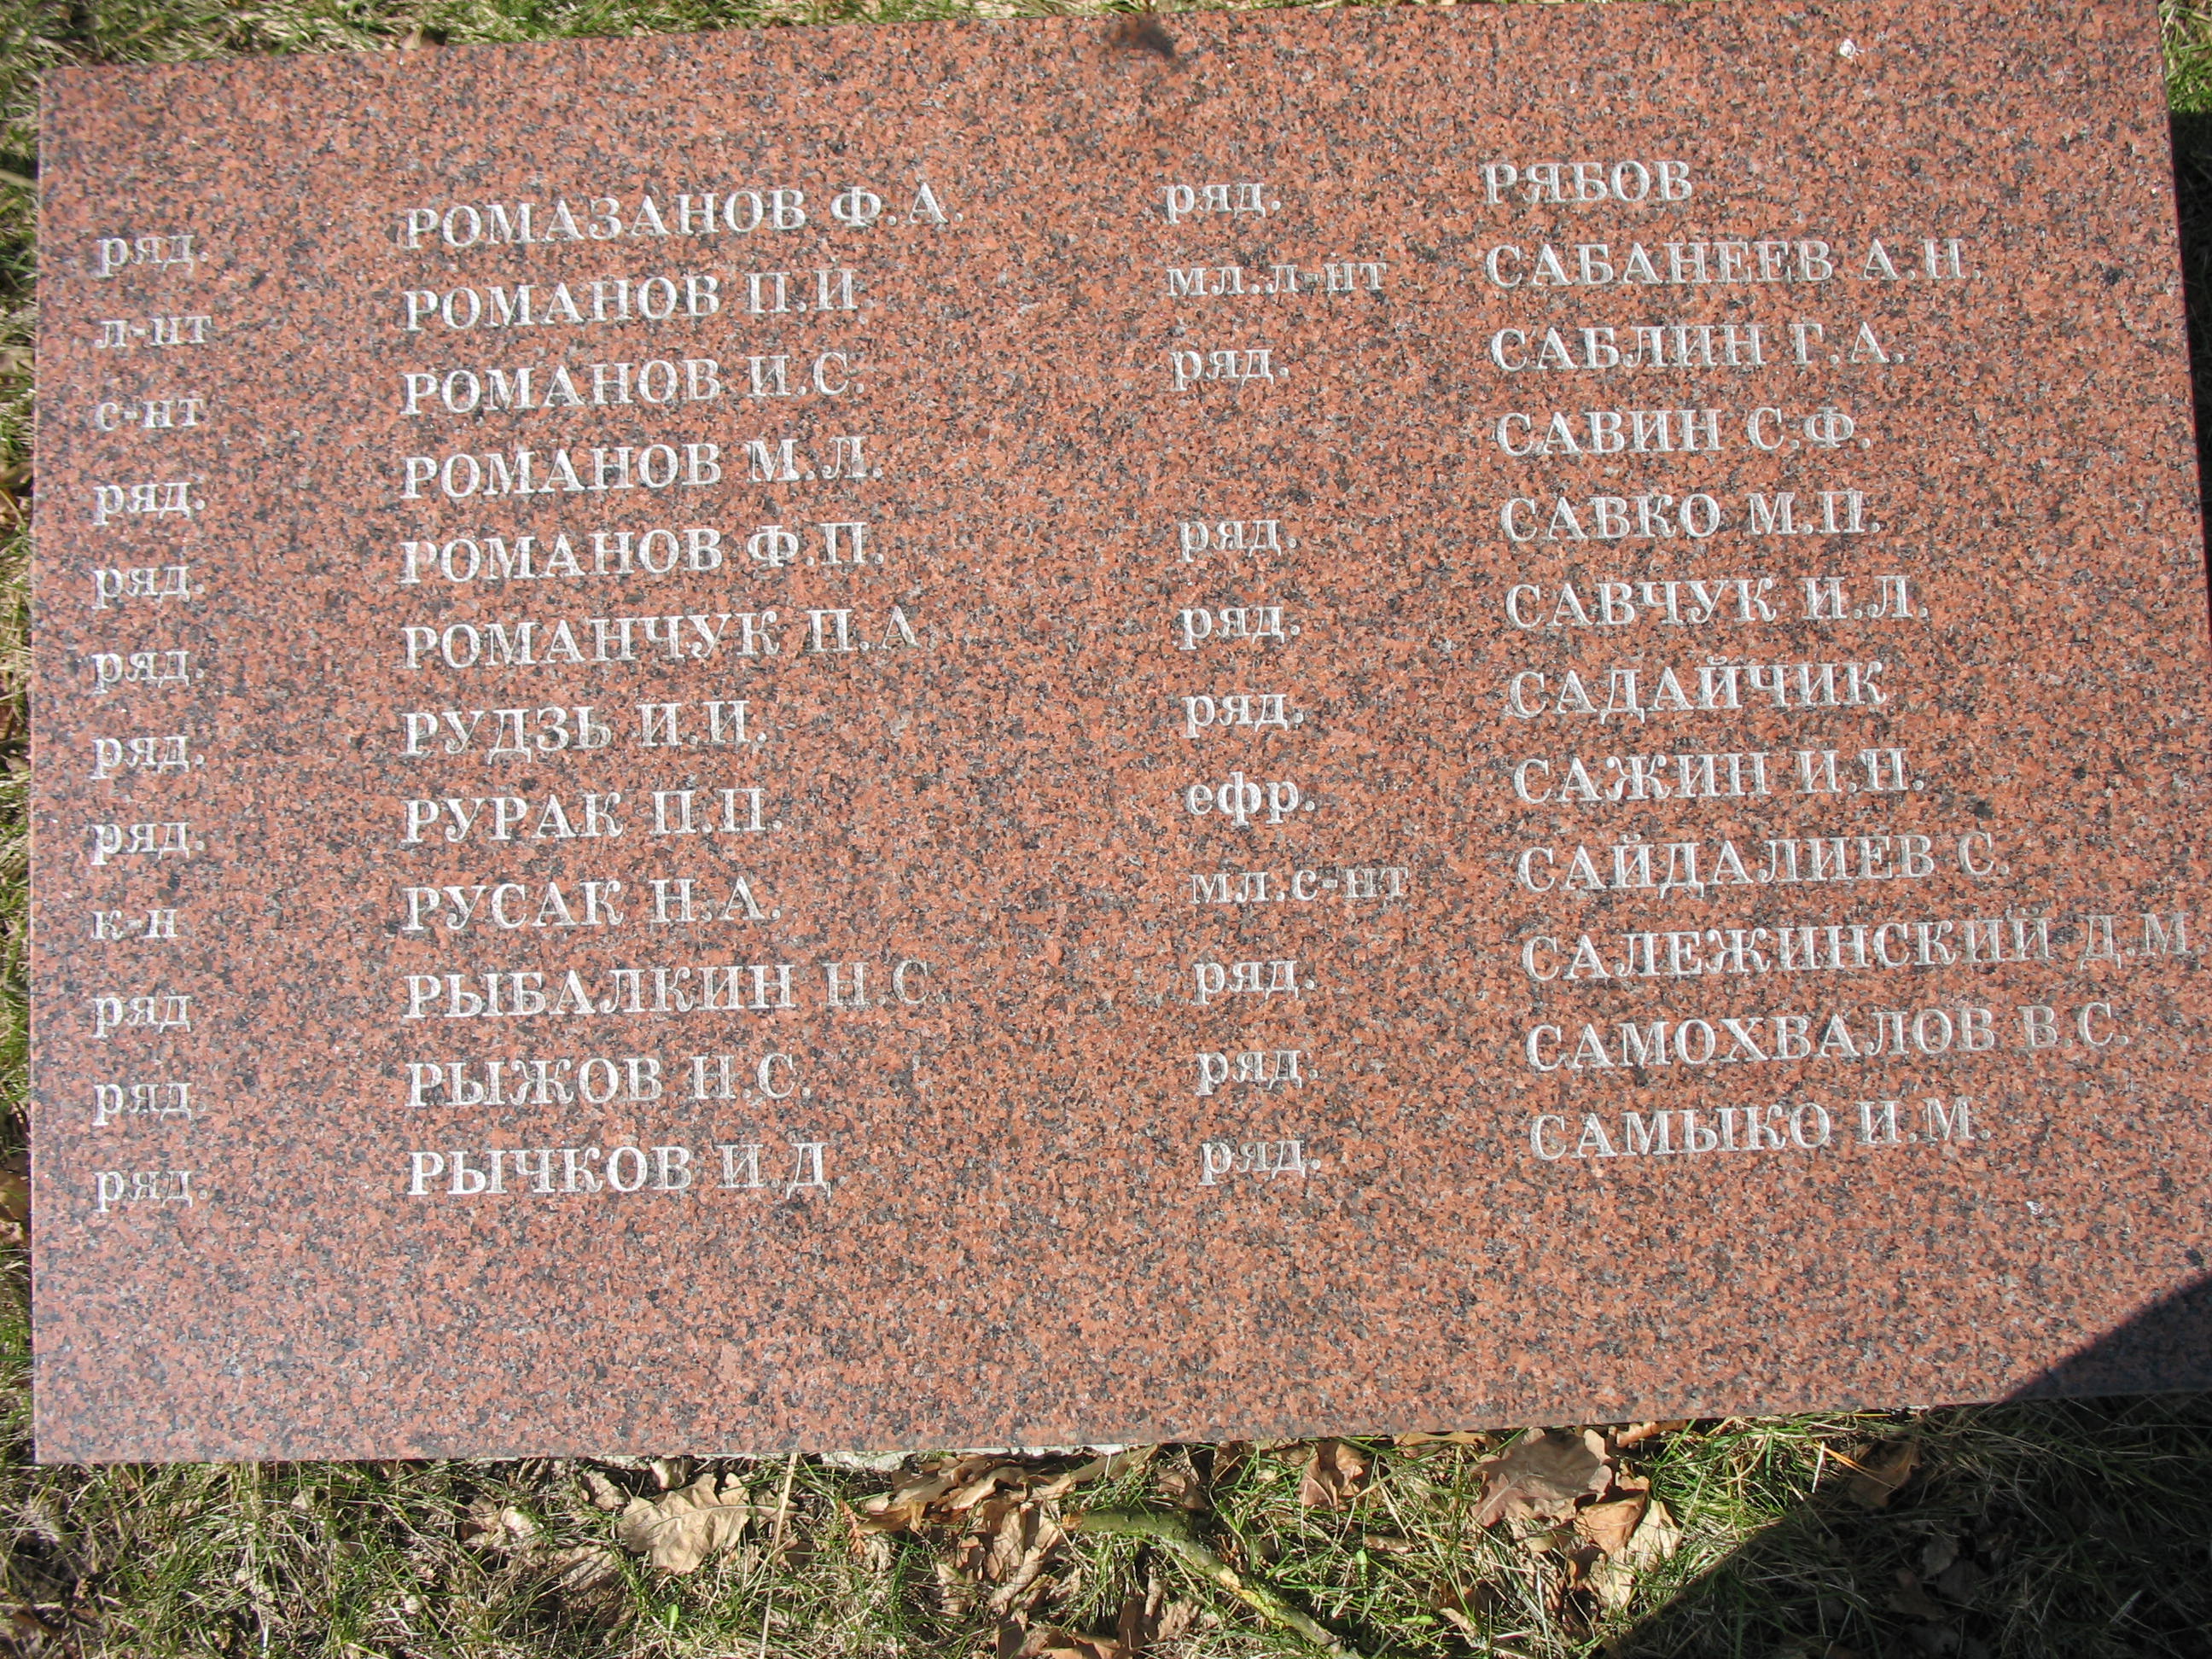 ряд. РОМАЗАНОВ Ф.А.
л-нт РОМАНОВ П.И.
с-нт РОМАНОВ И.С.
ряд. РОМАНОВ М.Л.
ряд. РОМАНОВ Ф.П.
ряд. РОМАНЧУК П.А
ряд. РУДЗЬ И.И.
ряд. РУРАК П.П.
к-н РУСАК Н.А.
ряд РЫБАЛКИН Н.С.
ряд. РЫЖОВ Н.С.
ряд. РЫЧКОВ И.Д
ряд. РЯБОВ
мл.л-нт САБАНЕЕВ А.Н.
ряд. САБЛИН Г.А.
САВИН С.Ф.
ряд. САВКО М.П.
ряд. САВЧУК И.Л.
ряд. САДАЙЧИК
ефр. САЖИН И.Н.
мл.с-нт САЙДАЛИЕВ С.
ряд. САЛЕЖИНСКИЙ Д.М
ряд. САМОХВАЛОВ В.С.
ряд. САМЫКО И.М.